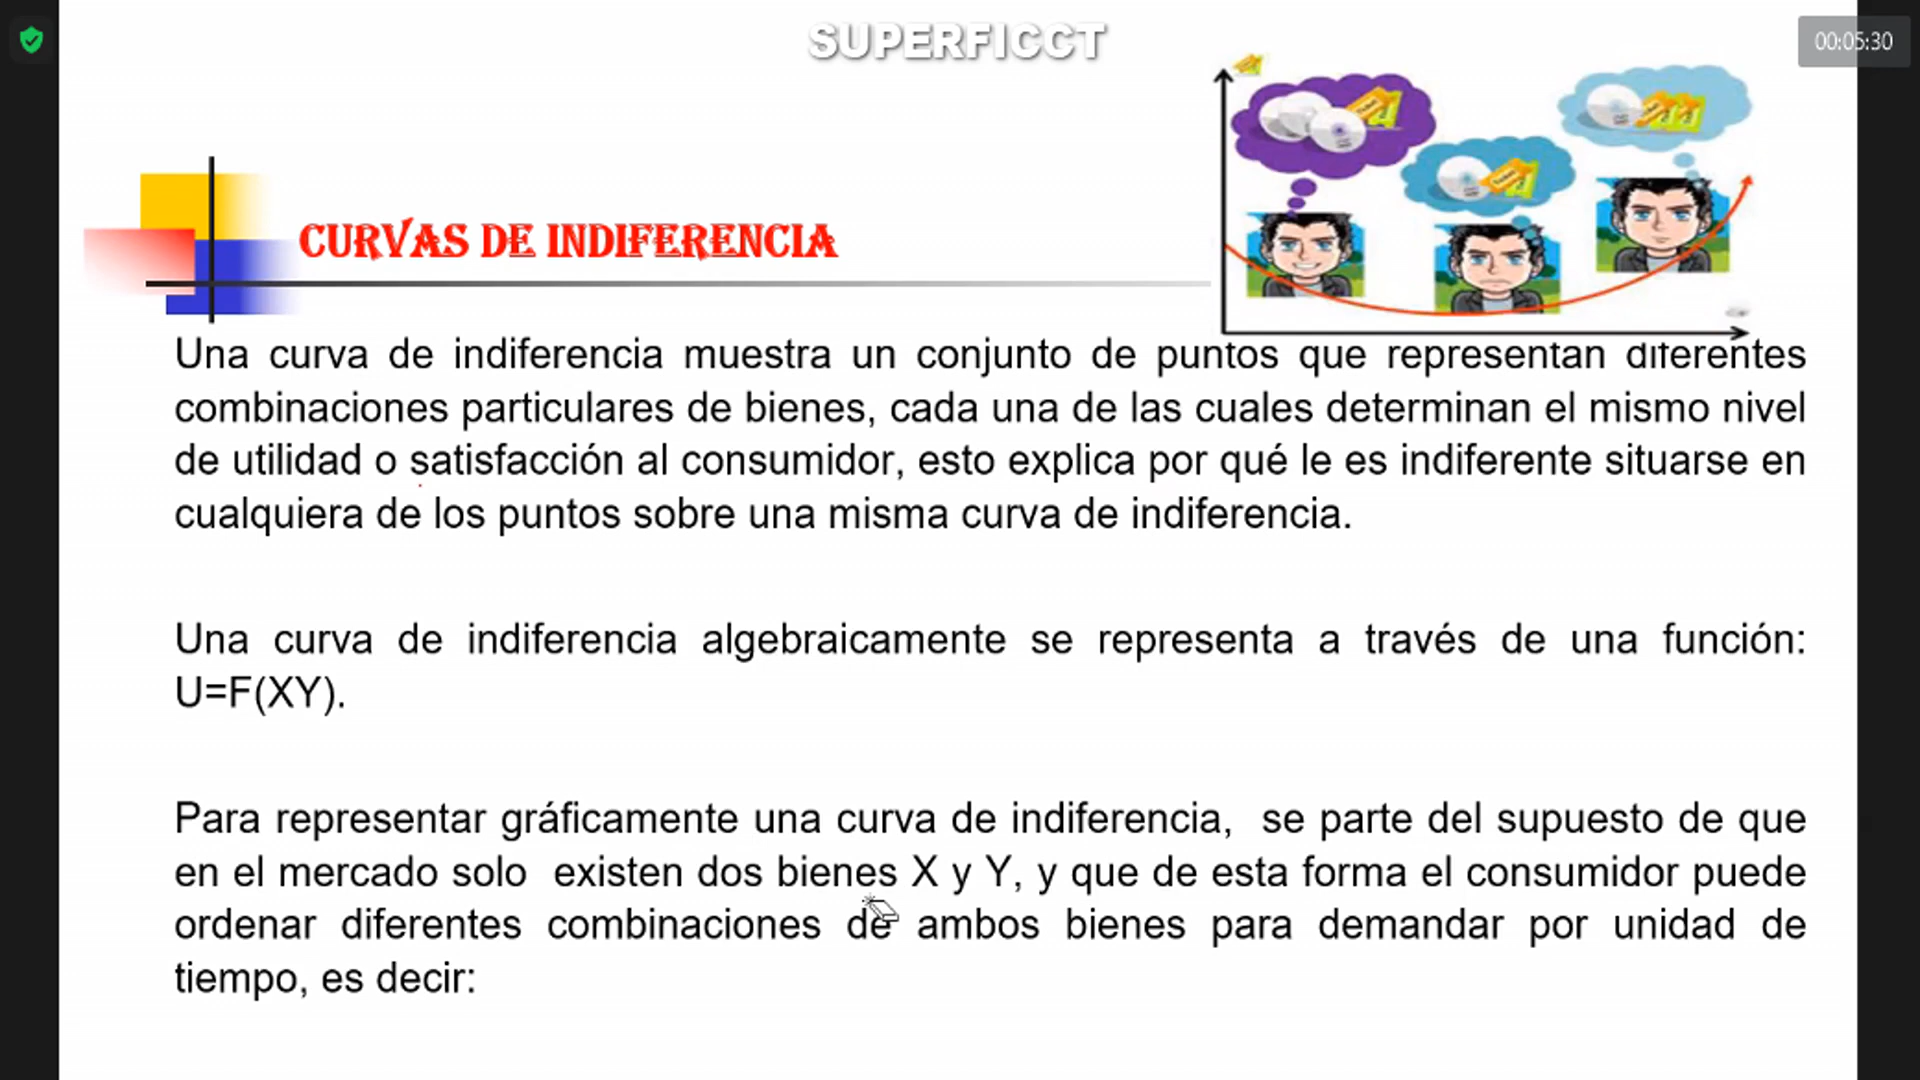 SUPERFICCT
00:05:30
CURVAS DE INDIFERENCIA
Una curva de indiferencia muestra un conjunto de puntos que representan diferentes
combinaciones particulares de bienes, cada una de las cuales determinan el mismo nivel
de utilidad o satisfacción al consumidor, esto explica por qué le es indiferente situarse en
cualquiera de los puntos sobre una misma curva de indiferencia.
Una curva de indiferencia algebraicamente se representa a través de una función:
U=F(XY).
Para representar gráficamente una curva de indiferencia,  se parte del supuesto de que
en el mercado solo  existen dos bienes X y Y, y que de esta forma el consumidor puede
ordenar diferentes combinaciones de ambos bienes para demandar por unidad de
tiempo, es decir: